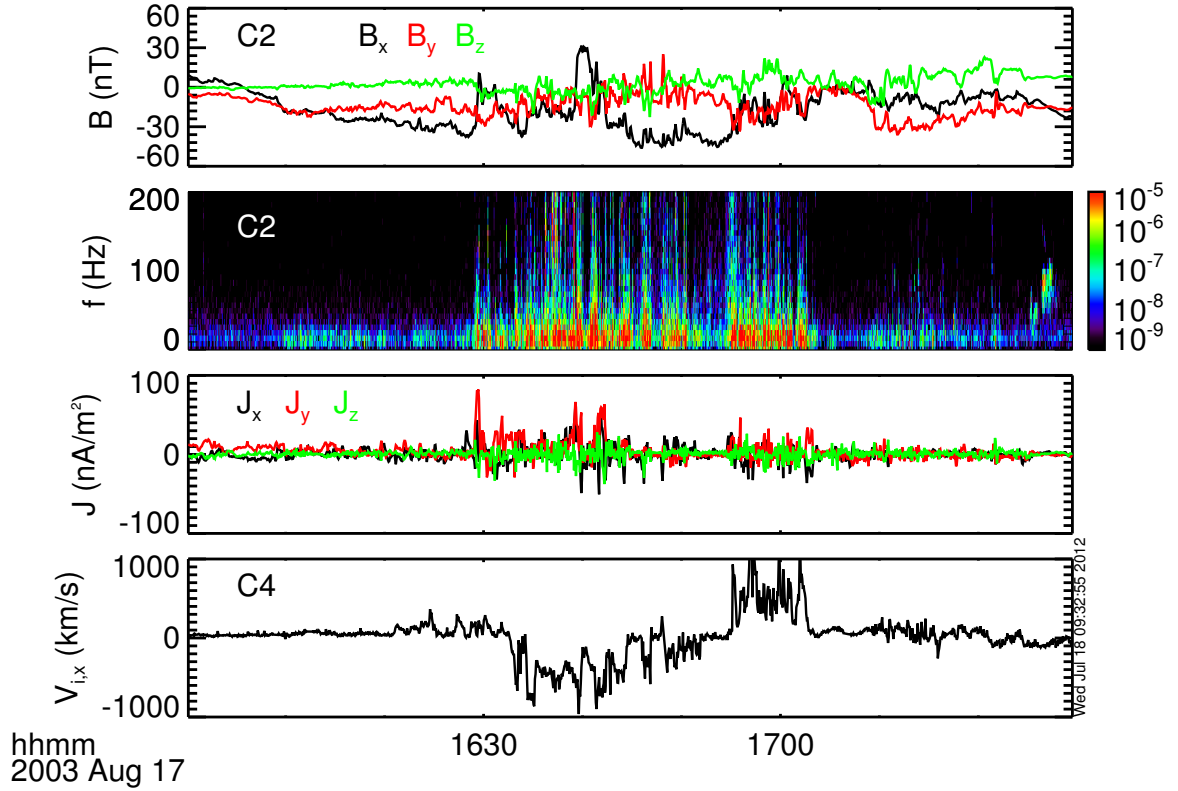 60
30
0
-30
-60
B (nT)
C2 Bx By Bz
200
100
0
f (Hz)
C2
10-5
10-6
10-7
10-8
10-9
100
0
-100
J (nA/m²)
Jx Jy Jz
1000
0
-1000
Vi,x (km/s)
C4
Wed Jul 18 09:32:55 2012
1630 1700
hhmm
2003 Aug 17